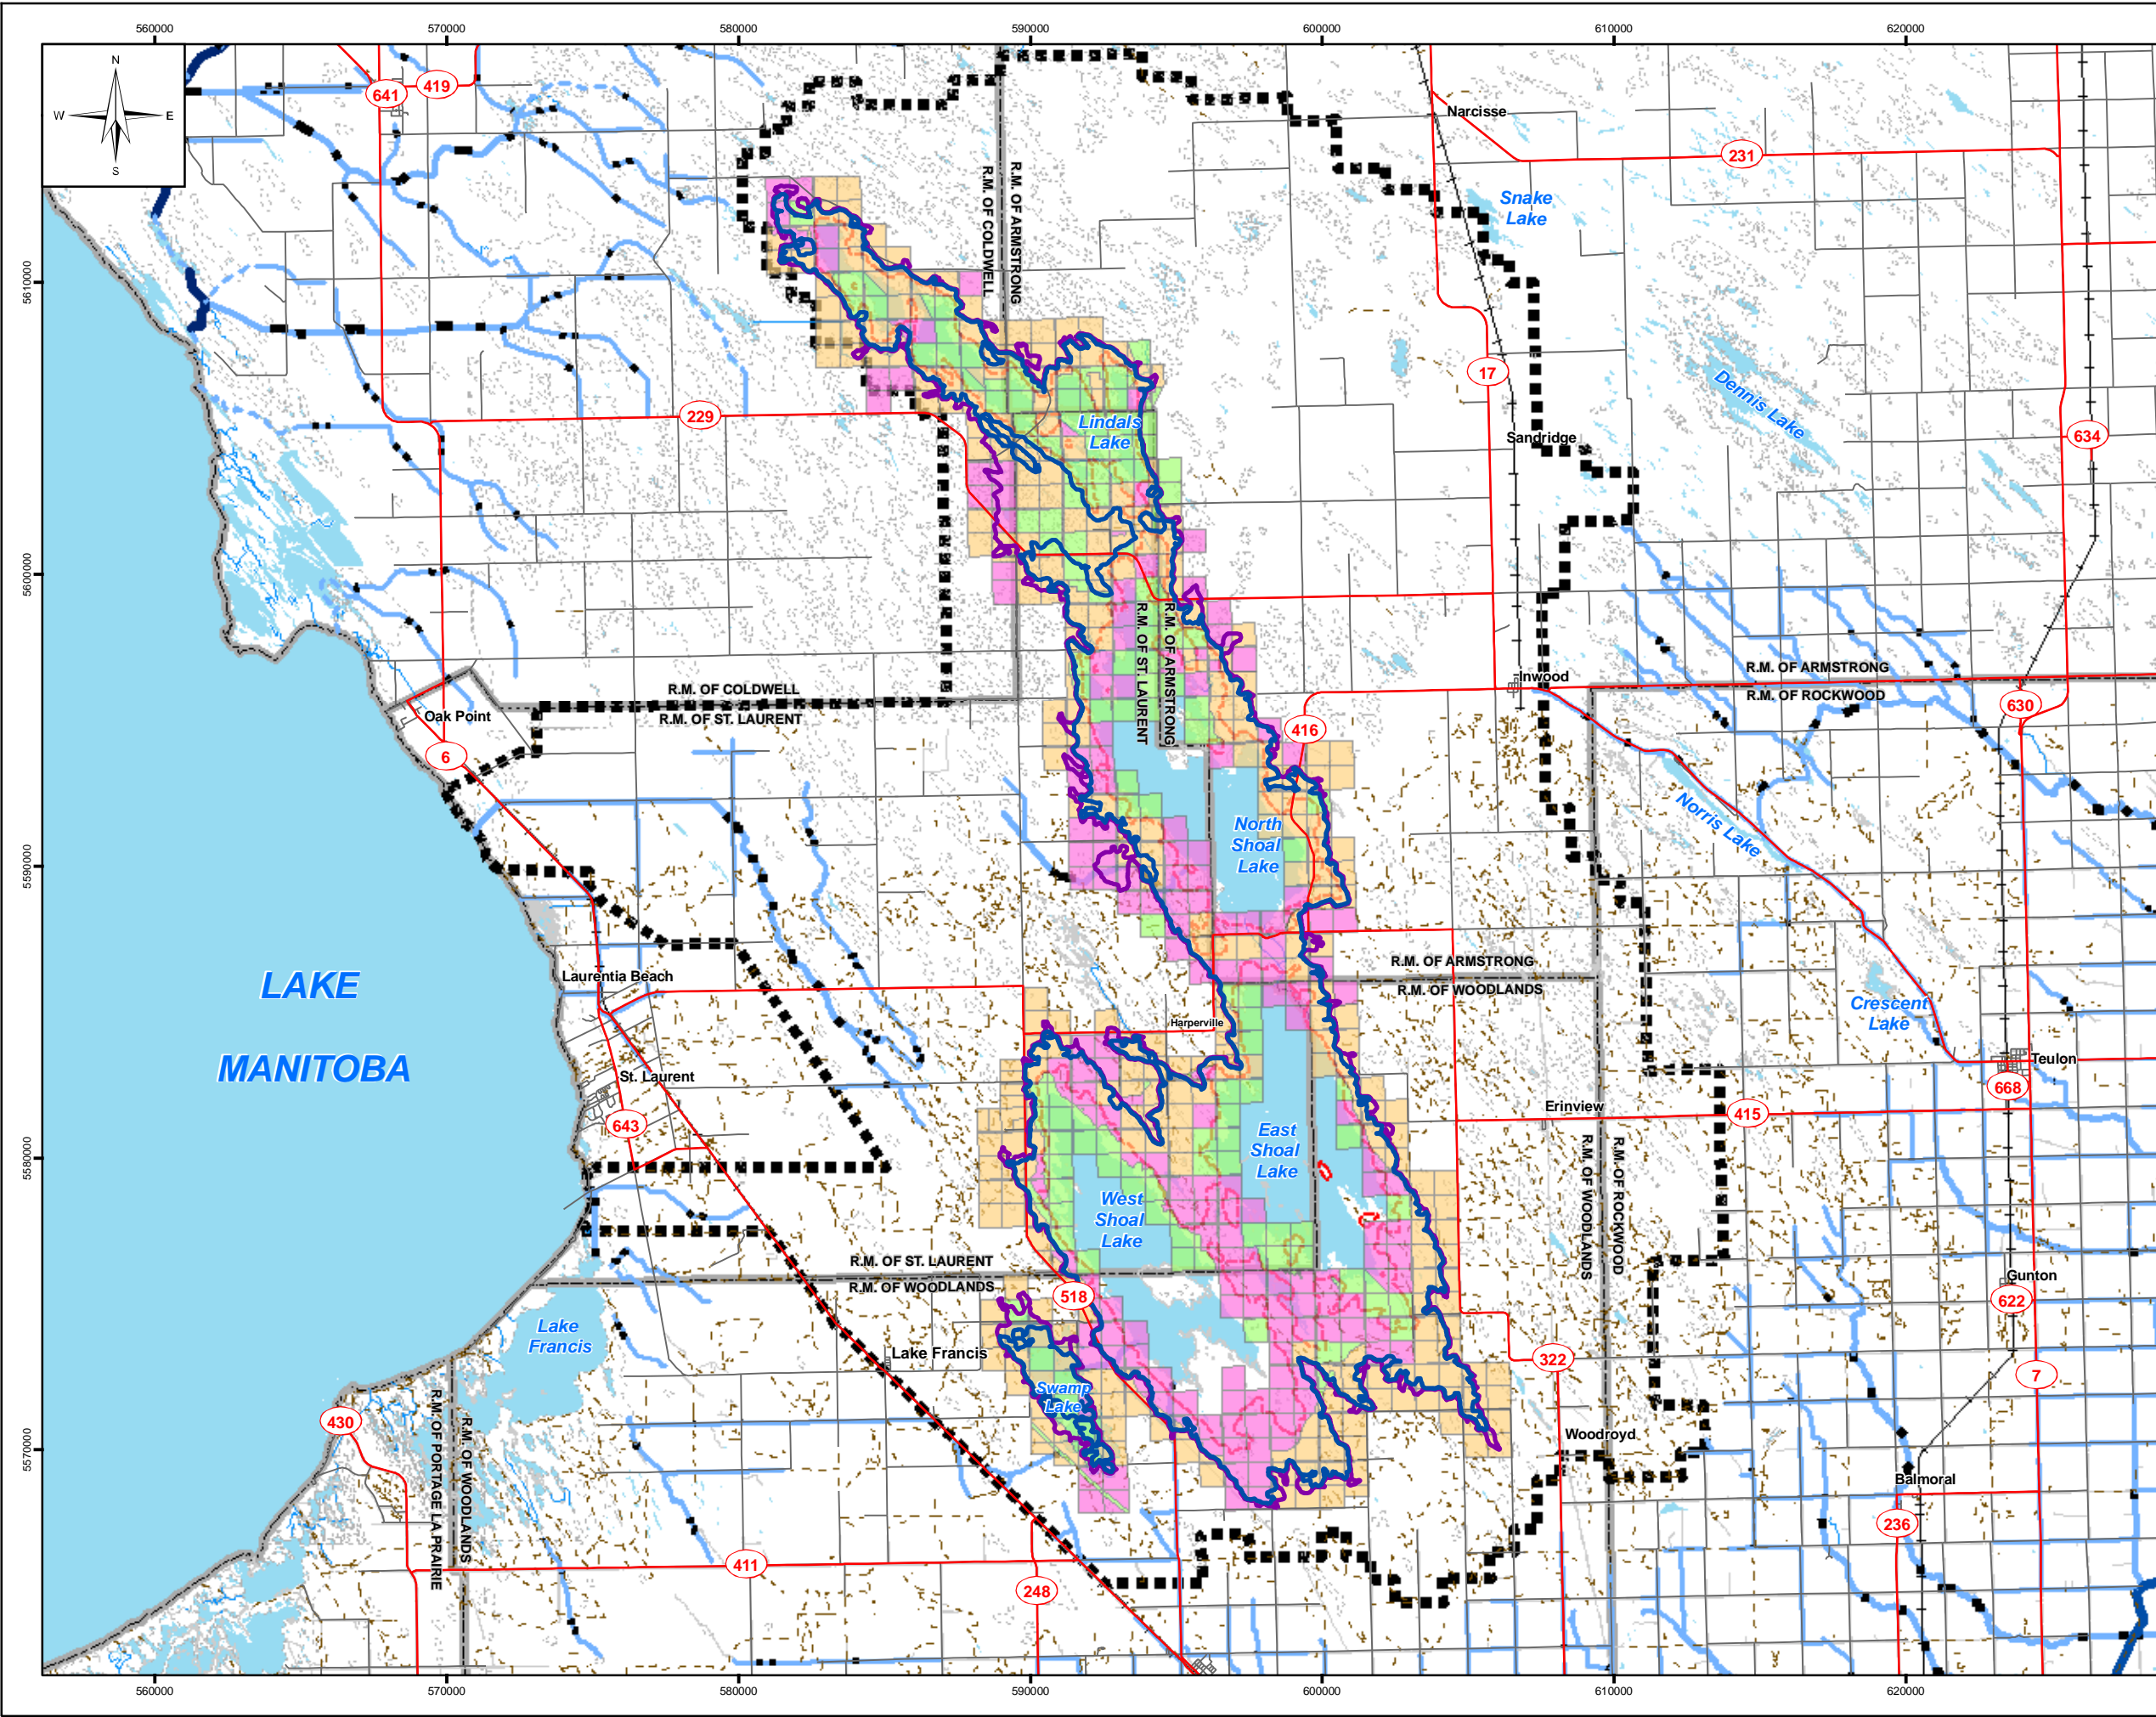 560000
570000
580000
590000
600000
610000
620000
N
W
E
S
641
419
Narcisse
231
R.M. OF COLDWELL
R.M. OF ARMSTRONG
Snake
Lake
5610000
17
Dennis Lake
229
Lindals
Lake
Sandridge
634
5600000
R.M. OF ST. LAURENT
R.M. OF ARMSTRONG
R.M. OF COLDWELL
R.M. OF ST. LAURENT
Inwood
R.M. OF ARMSTRONG
R.M. OF ROCKWOOD
630
Oak Point
6
416
North
Shoal
Lake
Norris Lake
5590000
Laurentia Beach
R.M. OF ARMSTRONG
R.M. OF WOODLANDS
LAKE
MANITOBA
Harperville
Crescent
Lake
Teulon
668
St. Laurent
643
Erinview
415
East
Shoal
Lake
5580000
West
Shoal
Lake
R.M. OF WOODLANDS
R.M. OF ROCKWOOD
R.M. OF ST. LAURENT
R.M. OF WOODLANDS
518
Gunton
622
Lake
Francis
Lake Francis
322
7
Swamp
Lake
430
R.M. OF PORTAGE LA PRAIRIE
R.M. OF WOODLANDS
5570000
Woodroyd
Balmoral
236
411
248
560000
570000
580000
590000
600000
610000
620000